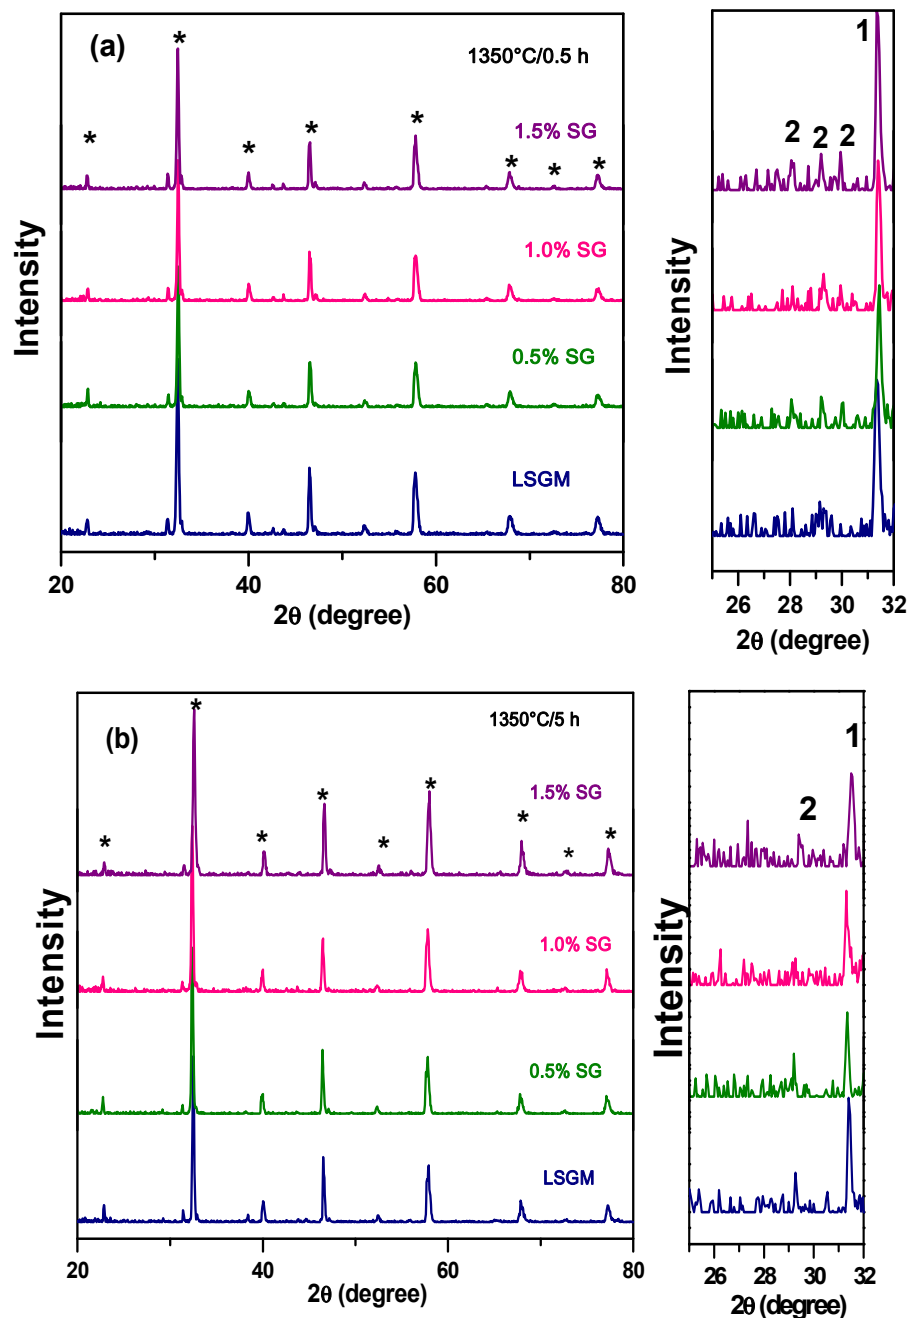 (a)
*
1350°C/0.5 h
1
*
1.5% SG
*
*
*
*
*
*
2 2 2
1.0% SG
0.5% SG
LSGM
Intensity
Intensity
20 40 60 80
2θ (degree)
26 28 30 32
2θ (degree)
(b)
*
1350°C/5 h
1
*
*
1.5% SG
*
*
*
*
*
*
2
1.0% SG
0.5% SG
LSGM
Intensity
Intensity
20 40 60 80
2θ (degree)
26 28 30 32
2θ (degree)